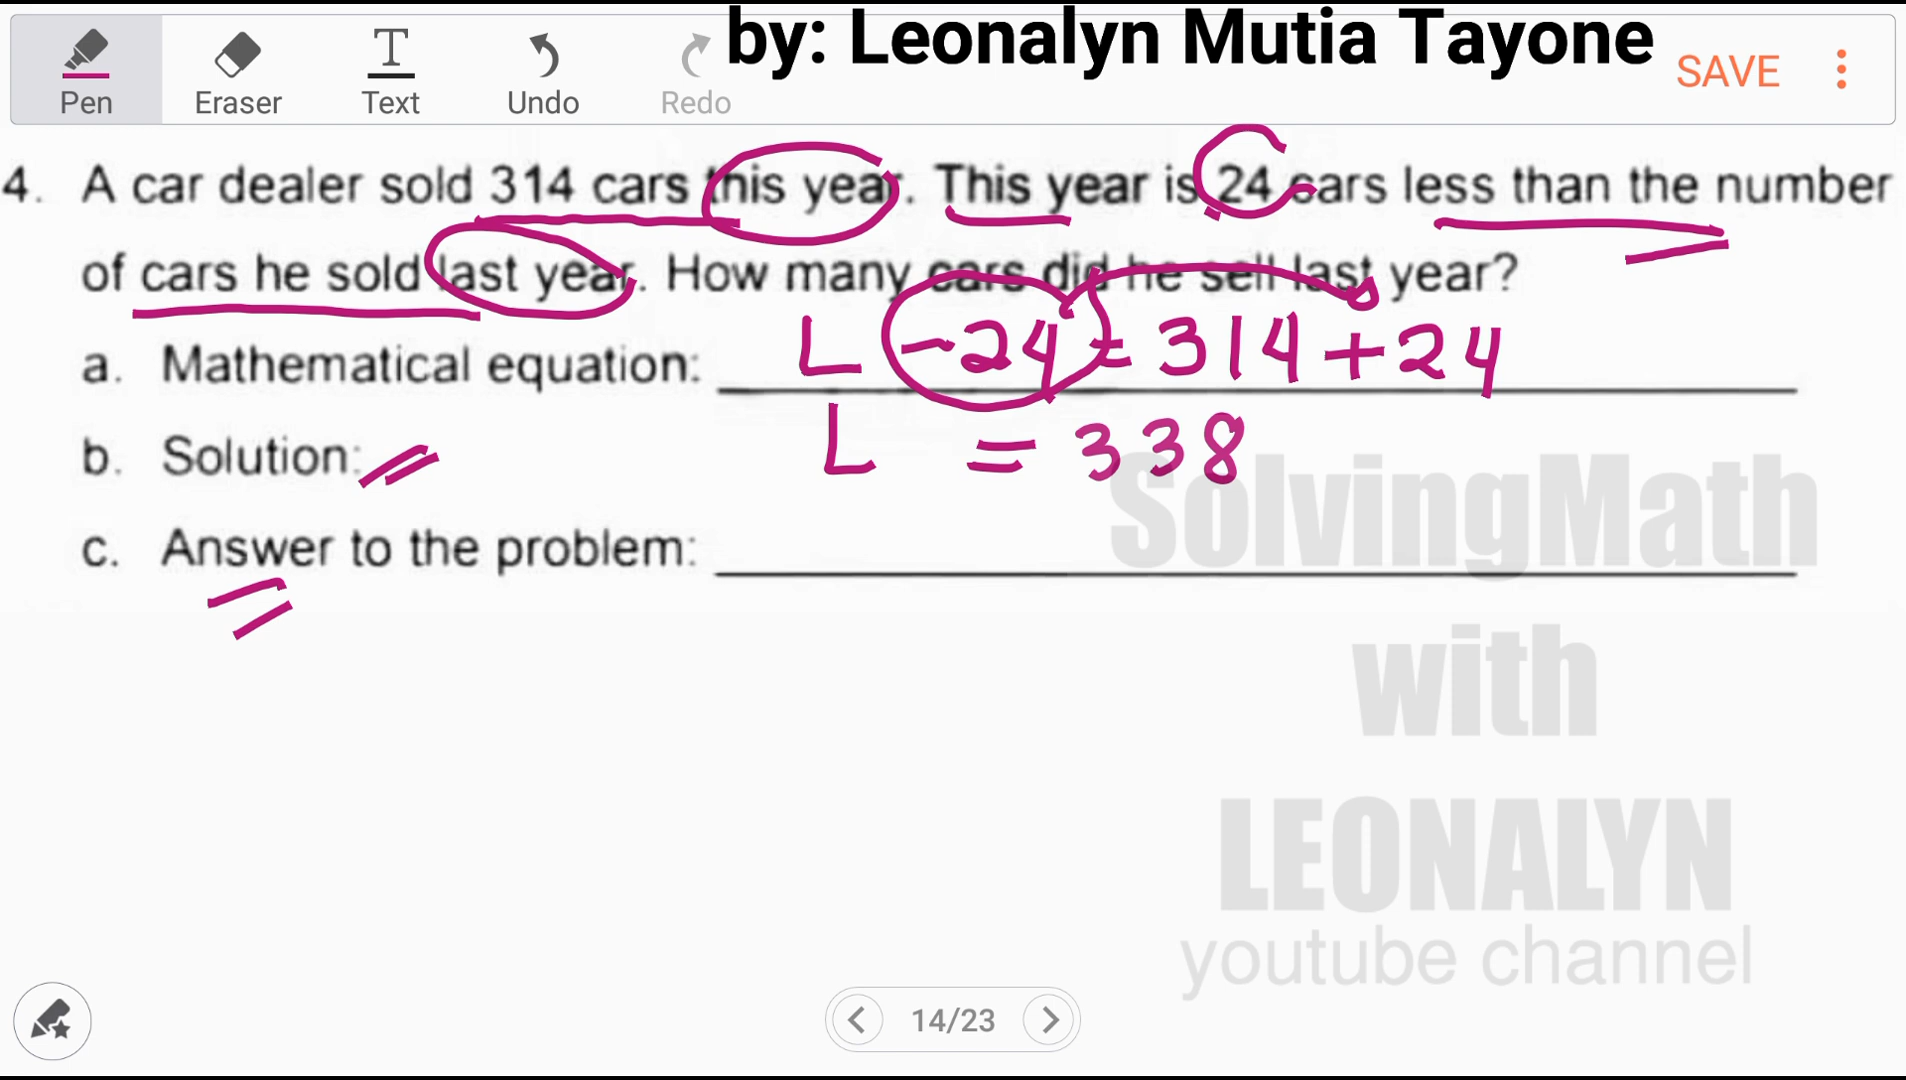 by: Leonalyn Mutia Tayone
Pen Eraser Text Undo Redo SAVE
4. A car dealer sold 314 cars this year. This year is 24 cars less than the number
of cars he sold last year. How many cars did he sell last year?
a. Mathematical equation: L -24 = 314 + 24
b. Solution: L = 338
c. Answer to the problem:
SolvingMath
with
LEONALYN
youtube channel
14/23